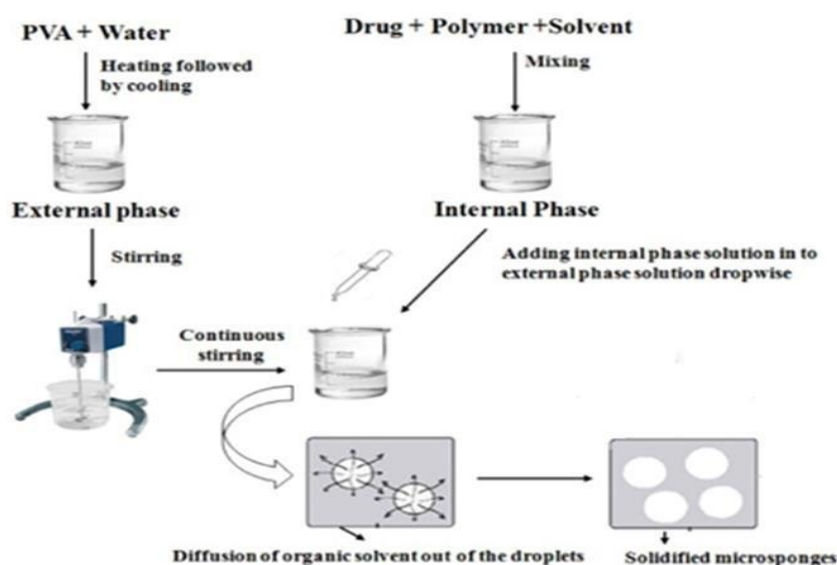 PVA + Water
Drug + Polymer +Solvent
Heating followed
by cooling
Mixing
External phase
Internal Phase
Stirring
Adding internal phase solution in to
external phase solution dropwise
Continuous
stirring
Diffusion of organic solvent out of the droplets
Solidified microsponges